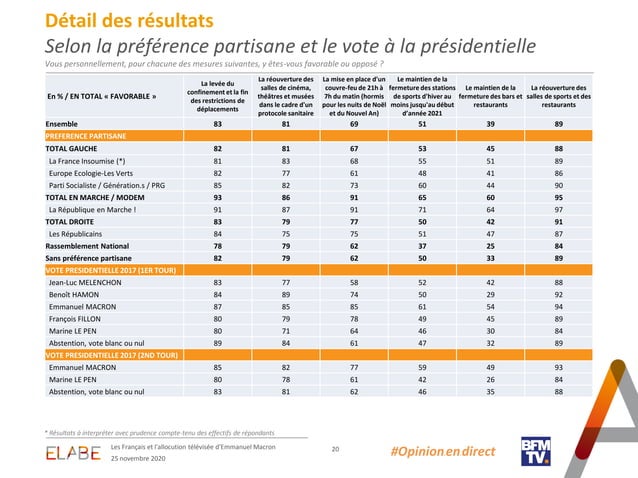 Détail des résultats
Selon la préférence partisane et le vote à la présidentielle
Vous personnellement, pour chacune des mesures suivantes, y êtes-vous favorable ou opposé ?
En % / EN TOTAL « FAVORABLE »
La levée du confinement et la fin des restrictions de déplacements
La réouverture des salles de cinéma, théâtres et musées dans le cadre d'un protocole sanitaire
La mise en place d'un couvre-feu de 21h à 7h du matin (hormis pour les nuits de Noël et du Nouvel An)
Le maintien de la fermeture des stations de sports d'hiver au moins jusqu'au début d'année 2021
Le maintien de la fermeture des bars et restaurants
La réouverture des salles de sports et des restaurants
Ensemble 83 81 69 51 39 89
PREFERENCE PARTISANE
TOTAL GAUCHE 82 81 67 53 45 88
La France Insoumise (*) 81 83 68 55 51 89
Europe Ecologie-Les Verts 82 77 61 48 41 86
Parti Socialiste / Génération.s / PRG 85 82 73 60 44 90
TOTAL EN MARCHE / MODEM 93 86 91 65 60 95
La République en Marche ! 91 87 91 71 64 97
TOTAL DROITE 83 79 77 50 42 91
Les Républicains 84 75 75 51 47 87
Rassemblement National 78 79 62 37 25 84
Sans préférence partisane 82 79 62 50 33 89
VOTE PRESIDENTIELLE 2017 (1ER TOUR)
Jean-Luc MELENCHON 83 77 58 52 42 88
Benoît HAMON 84 89 74 50 29 92
Emmanuel MACRON 87 85 85 61 54 94
François FILLON 80 79 78 49 45 89
Marine LE PEN 80 71 64 46 30 84
Abstention, vote blanc ou nul 89 84 61 47 32 89
VOTE PRESIDENTIELLE 2017 (2ND TOUR)
Emmanuel MACRON 85 82 77 59 49 93
Marine LE PEN 80 78 61 42 26 84
Abstention, vote blanc ou nul 83 81 62 46 35 88
* Résultats à interpréter avec prudence compte-tenu des effectifs de répondants
ELABE
Les Français et l'allocution télévisée d'Emmanuel Macron
25 novembre 2020
20
#Opinion en direct
BFM
TV.